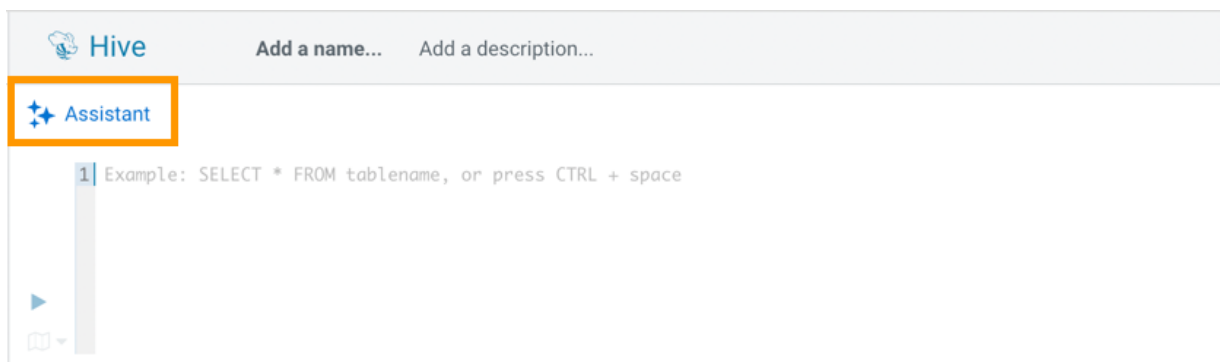 Hive Add a name... Add a description...
Assistant
1 Example: SELECT * FROM tablename, or press CTRL + space